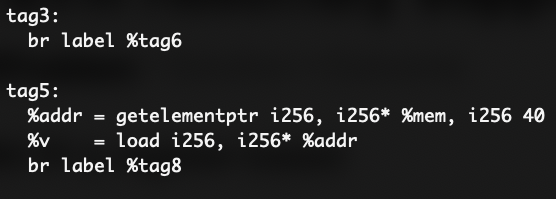 tag3:
  br label %tag6

tag5:
  %addr = getelementptr i256, i256* %mem, i256 40
  %v    = load i256, i256* %addr
  br label %tag8